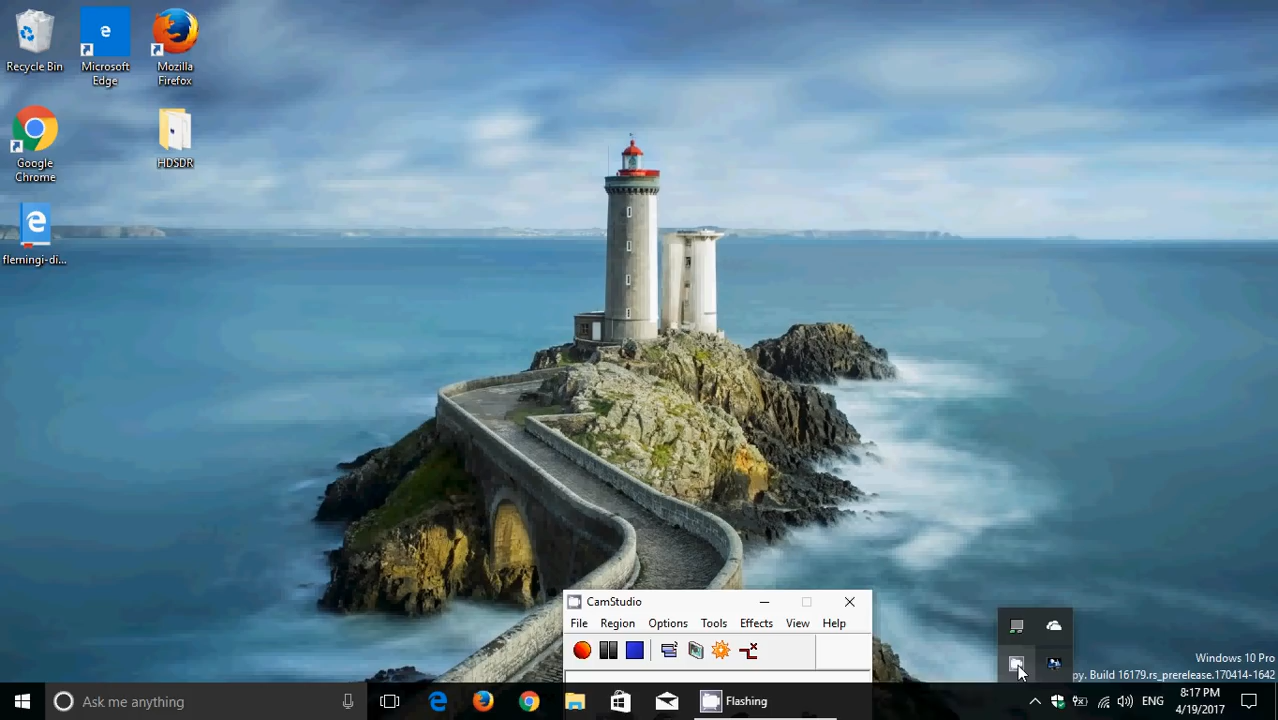 Recycle Bin
Microsoft
Edge
Mozilla
Firefox
Google
Chrome
HDSDR
flemingi-di...
CamStudio
File Region Options Tools Effects View Help
Windows 10 Pro
py. Build 16179.rs_prerelease.170414-1642
Ask me anything
Flashing
ENG
8:17 PM
4/19/2017